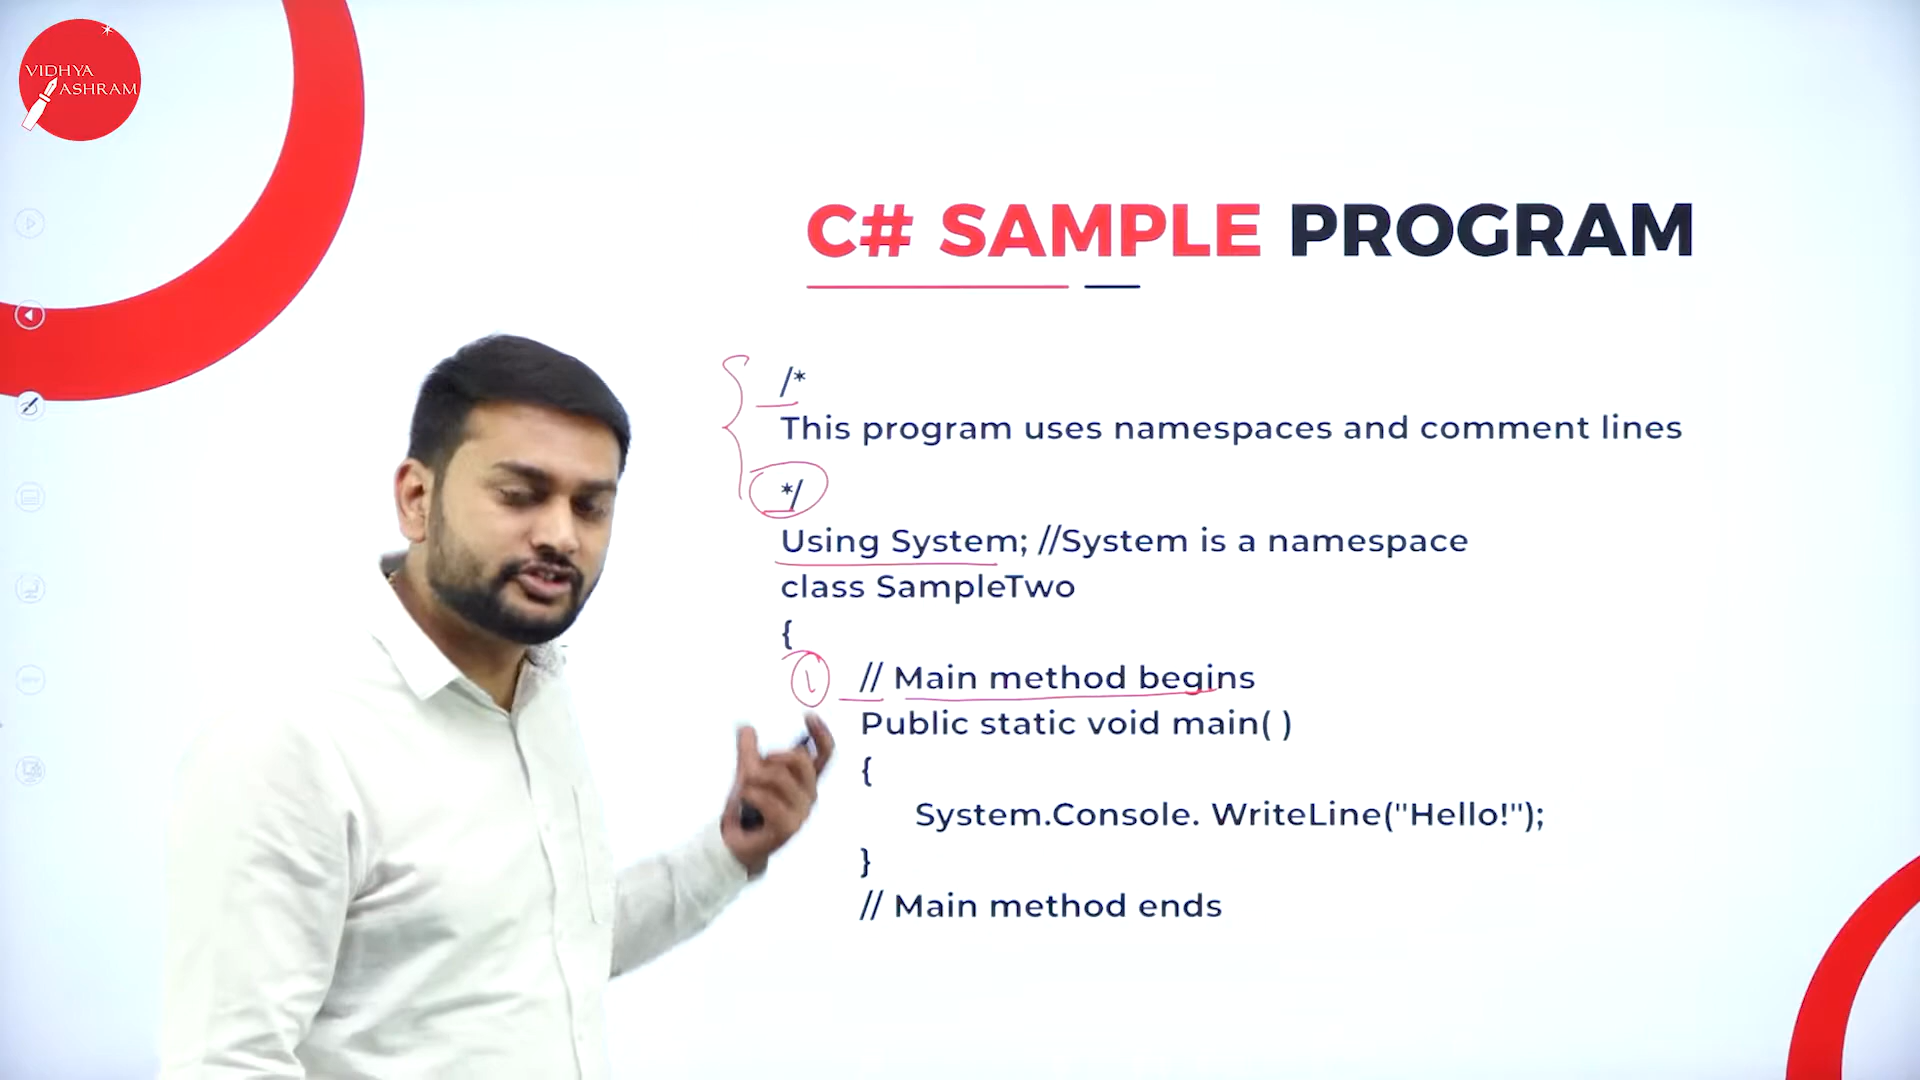 VIDHYA
ASHRAM
C# SAMPLE PROGRAM
/*
This program uses namespaces and comment lines
*/
Using System; //System is a namespace
class SampleTwo
{
1 // Main method begins
Public static void main( )
{
System.Console. WriteLine("Hello!");
}
// Main method ends